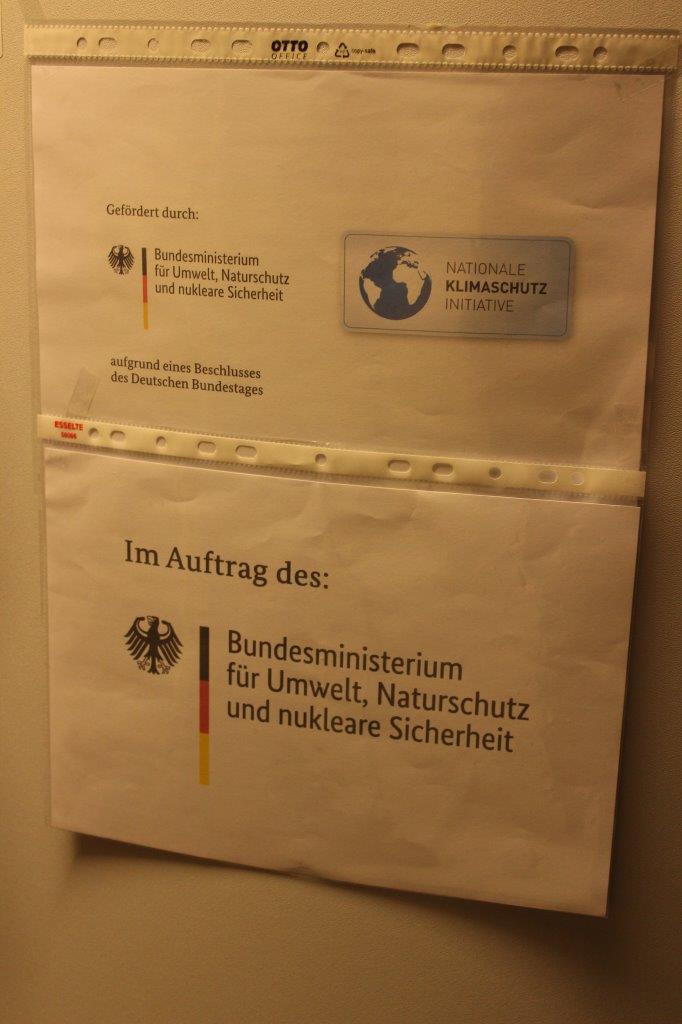 OTTO
OFFICE
copy-safe
Gefördert durch:
Bundesministerium
für Umwelt, Naturschutz
und nukleare Sicherheit
NATIONALE
KLIMASCHUTZ
INITIATIVE
aufgrund eines Beschlusses
des Deutschen Bundestages
ESSELTE
Im Auftrag des:
Bundesministerium
für Umwelt, Naturschutz
und nukleare Sicherheit